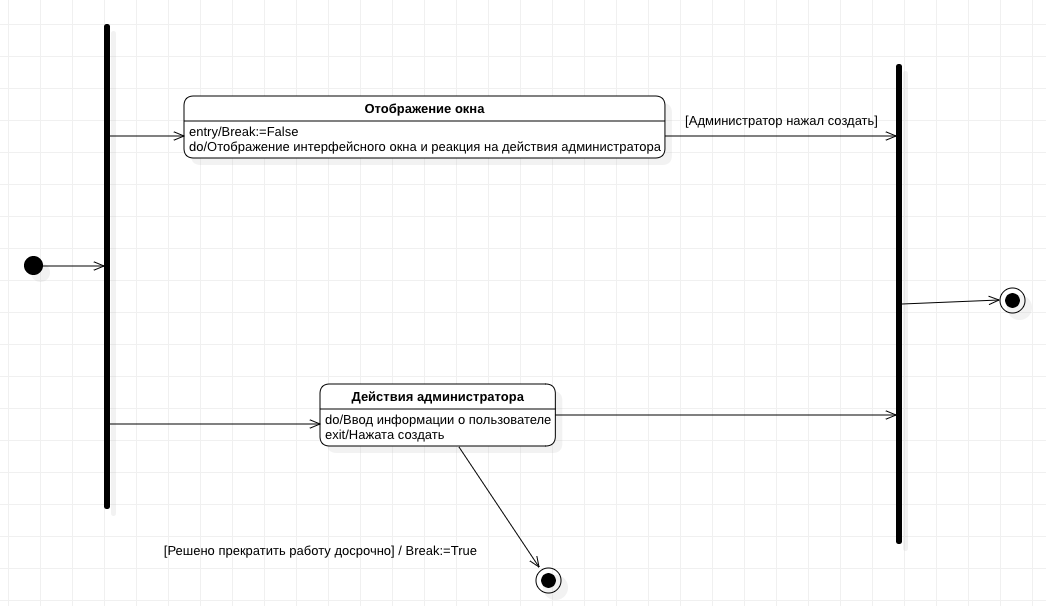 Отображение окна
entry/Break:=False
do/Отображение интерфейсного окна и реакция на действия администратора
[Администратор нажал создать]
Действия администратора
do/Ввод информации о пользователе
exit/Нажата создать
[Решено прекратить работу досрочно] / Break:=True